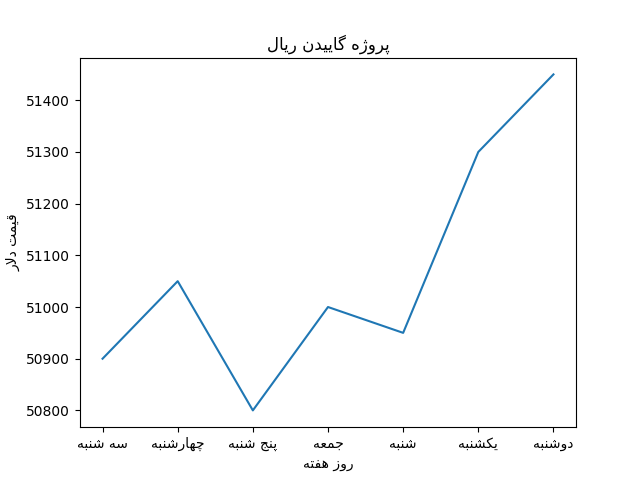 پروژه گاییدن ریال
قیمت دلار
51400
51300
51200
51100
51000
50900
50800
سه شنبه چهارشنبه پنج شنبه جمعه شنبه یکشنبه دوشنبه
روز هفته